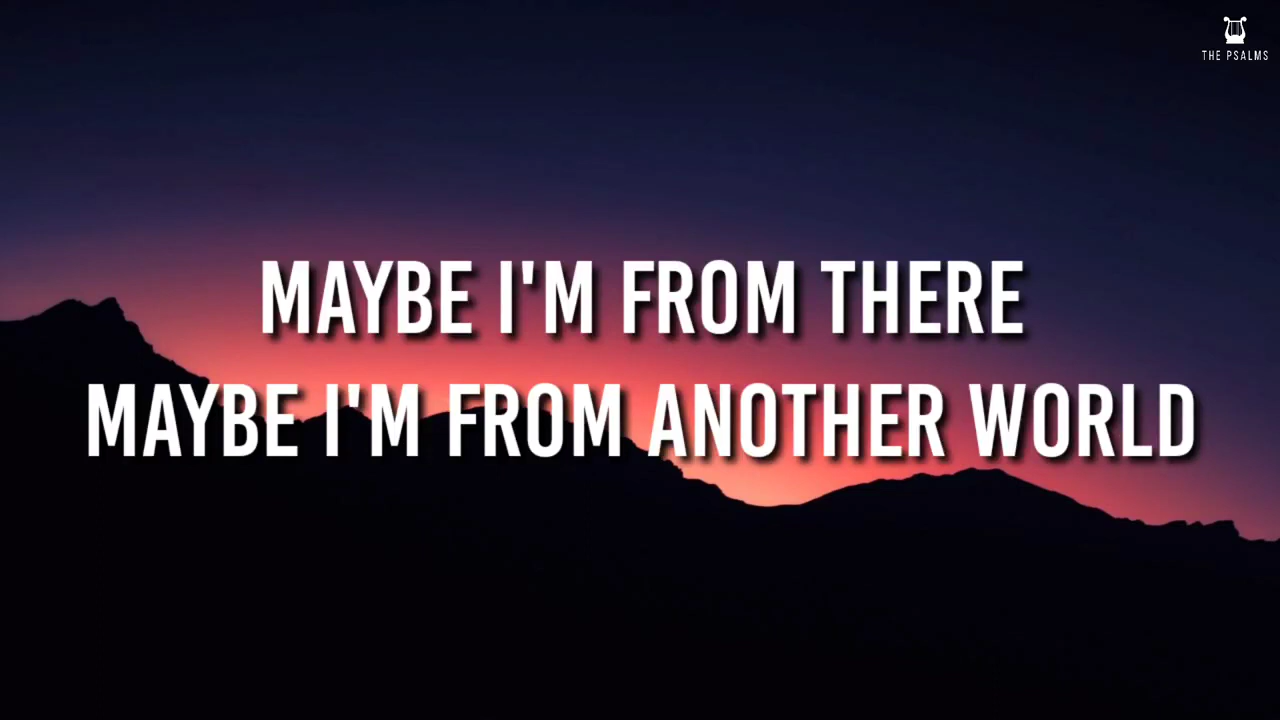 THE PSALMS
MAYBE I'M FROM THERE
MAYBE I'M FROM ANOTHER WORLD